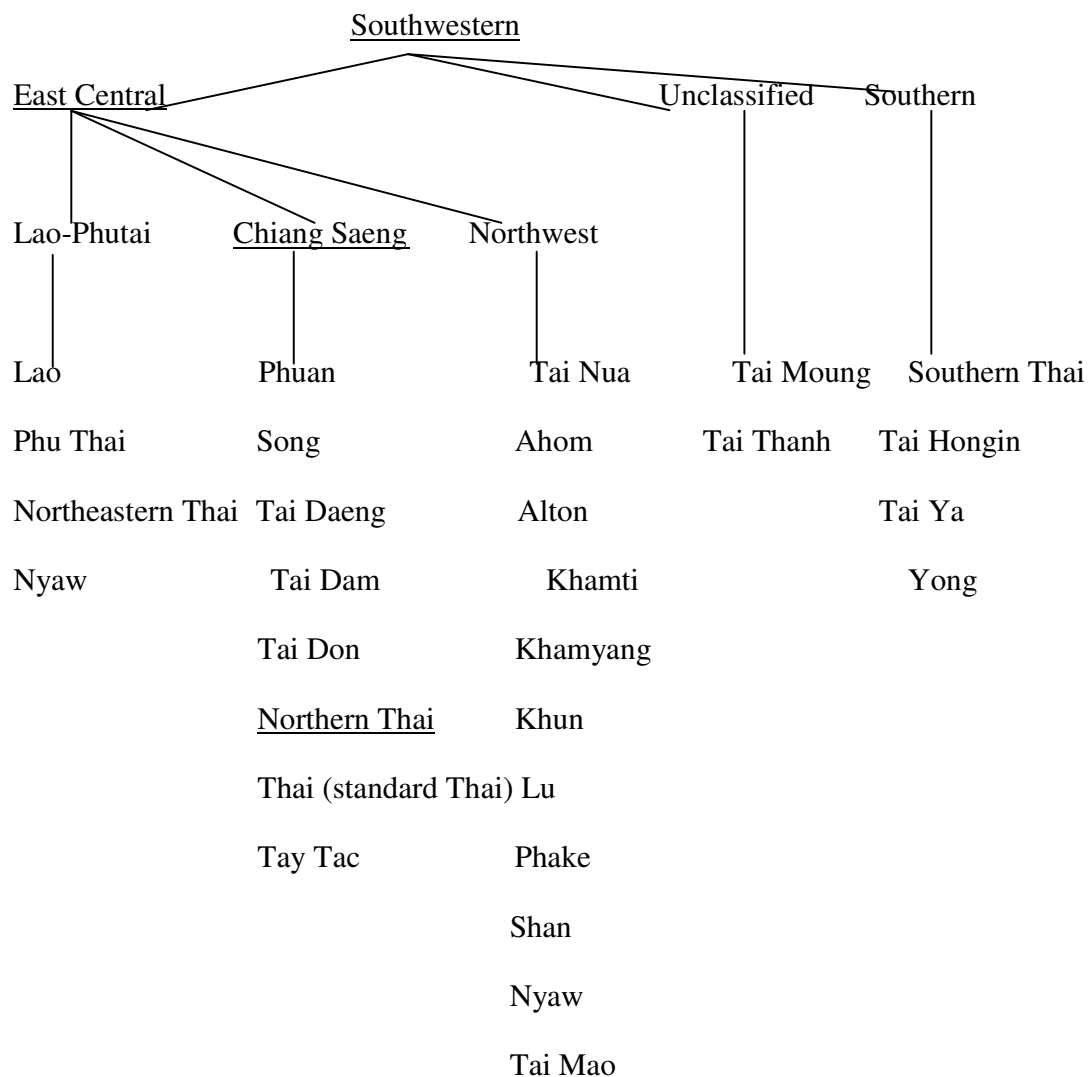 Southwestern
East Central Unclassified Southern
Lao-Phutai Chiang Saeng Northwest
Lao Phuan Tai Nua Tai Moung Southern Thai
Phu Thai Song Ahom Tai Thanh Tai Hongin
Northeastern Thai Tai Daeng Alton Tai Ya
Nyaw Tai Dam Khamti Yong
Tai Don Khamyang
Northern Thai Khun
Thai (standard Thai) Lu
Tay Tac Phake
Shan
Nyaw
Tai Mao